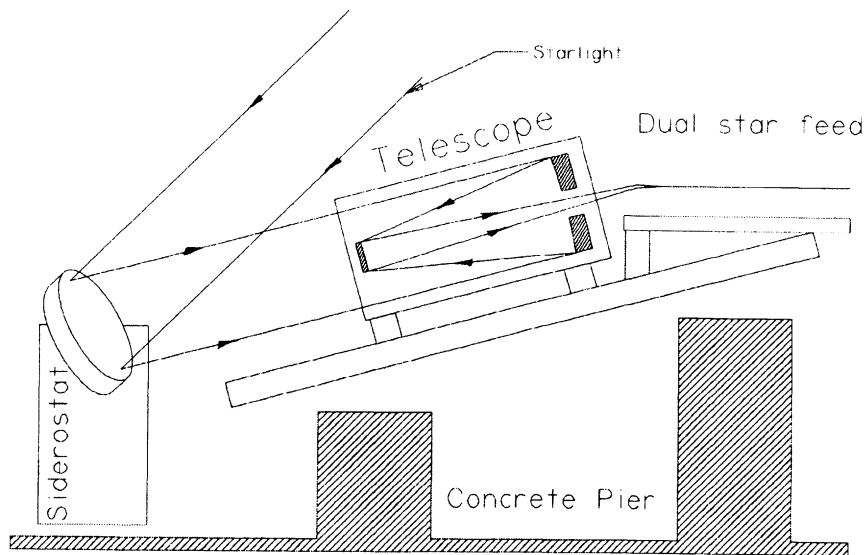 Starlight
Dual star feed
Telescope
Siderostat
Concrete Pier